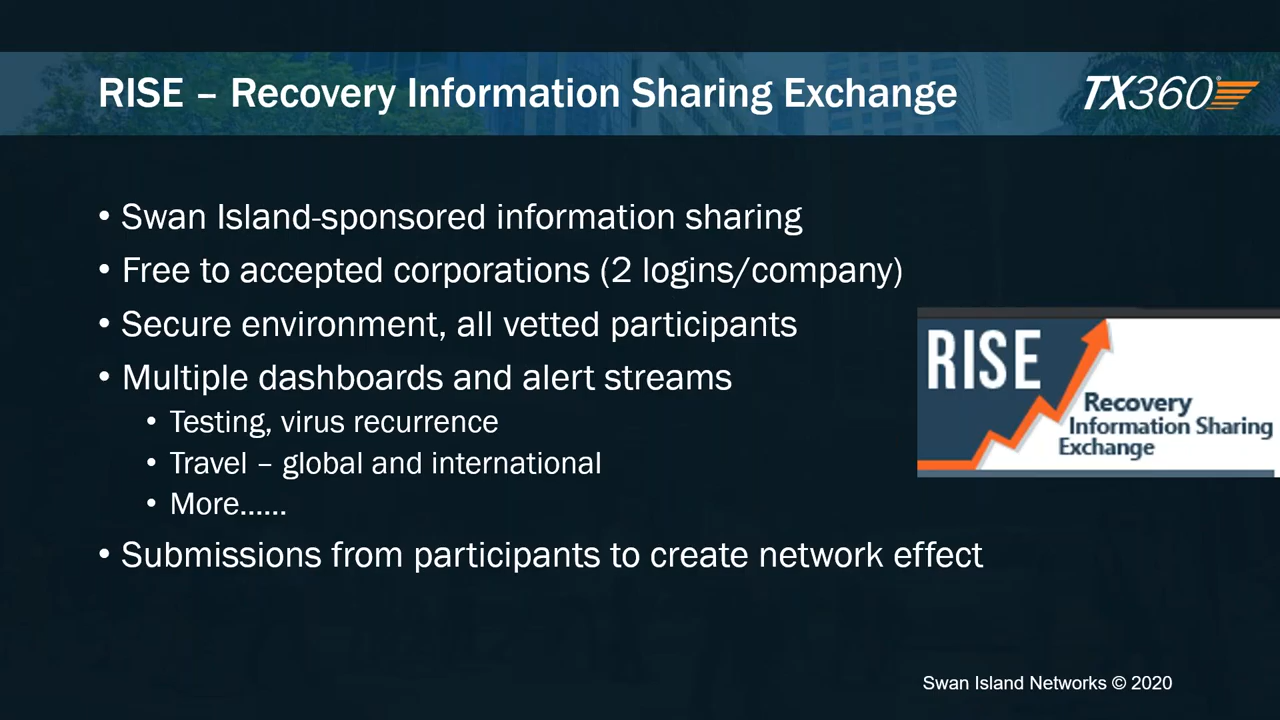 RISE – Recovery Information Sharing Exchange
TX360®
• Swan Island-sponsored information sharing
• Free to accepted corporations (2 logins/company)
• Secure environment, all vetted participants
• Multiple dashboards and alert streams
• Testing, virus recurrence
• Travel – global and international
• More……
• Submissions from participants to create network effect
RISE
Recovery
Information Sharing
Exchange
Swan Island Networks © 2020